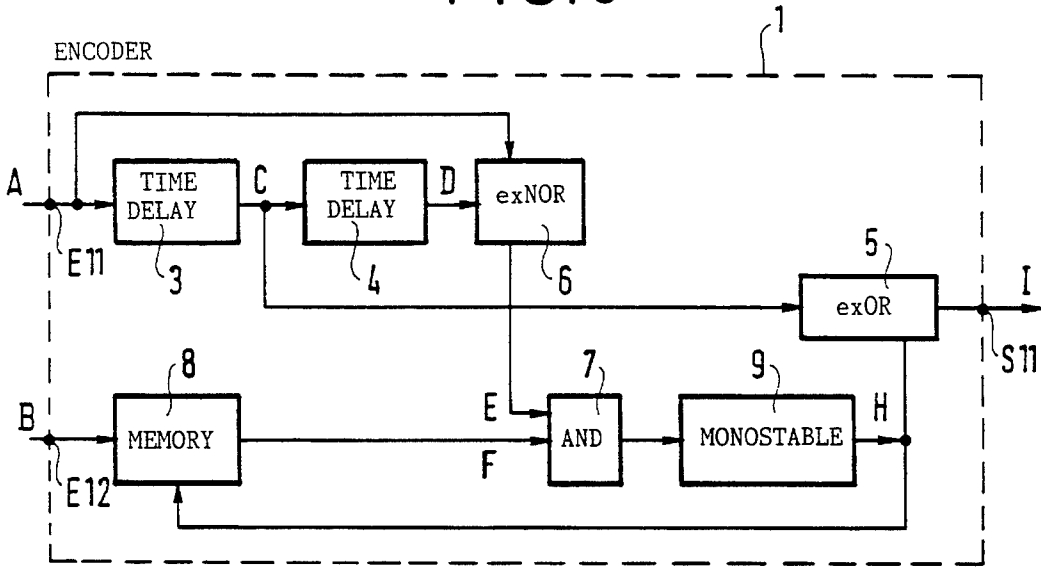 1
ENCODER
A
TIME
DELAY
C
TIME
DELAY
D
exNOR
E11
3
4
6
5
exOR
I
S11
8
7
9
B
MEMORY
E
F
AND
MONOSTABLE
H
E12